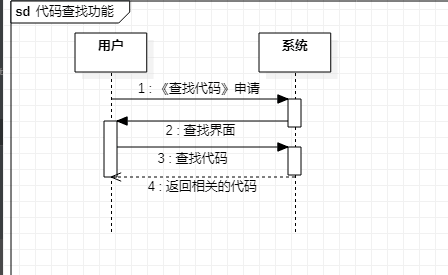 sd 代码查找功能
用户
系统
1 : 《查找代码》申请
2 : 查找界面
3 : 查找代码
4 : 返回相关的代码